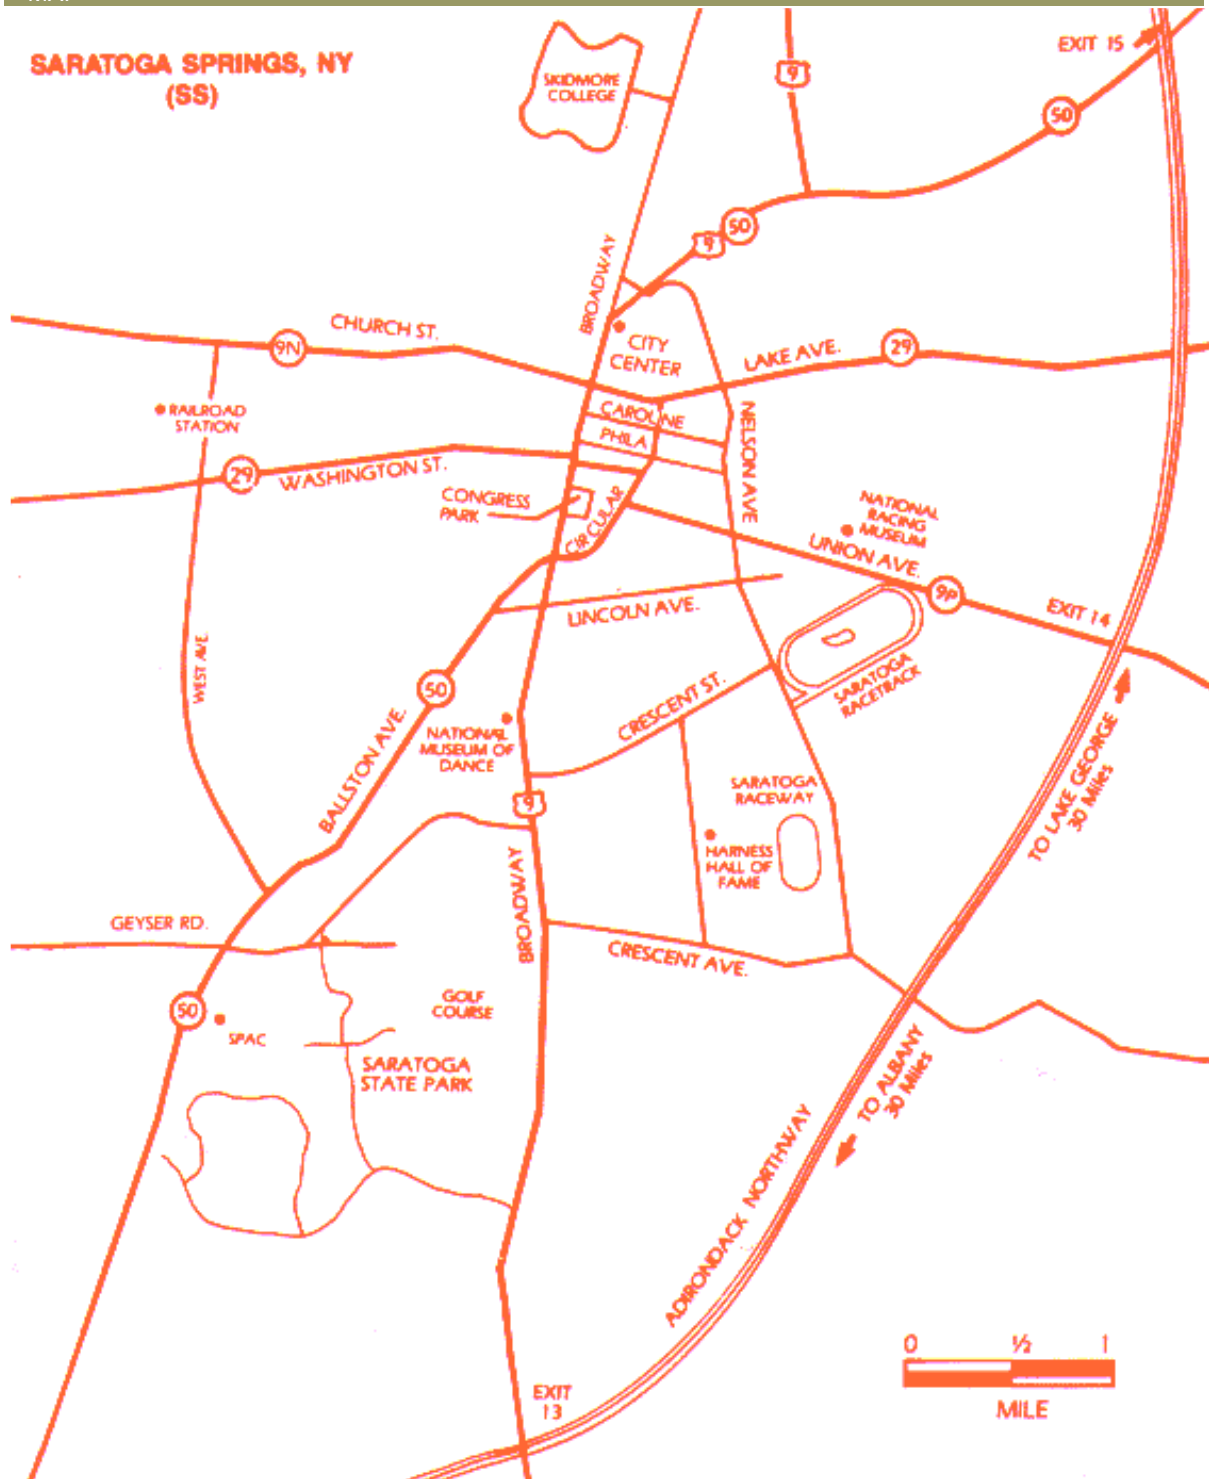 SARATOGA SPRINGS, NY
(SS)
SKIDMORE
COLLEGE
9
EXIT 15
50
50
9
BROADWAY
CITY
CENTER
CHURCH ST.
9N
LAKE AVE.
29
RAILROAD
STATION
CAROLINE
PHILA
NELSON AVE
29
WASHINGTON ST.
CONGRESS
PARK
CIRCULAR
NATIONAL
RACING
MUSEUM
UNION AVE.
9P
EXIT 14
LINCOLN AVE.
WEST AVE
50
CRESCENT ST.
SARATOGA
RACETRACK
NATIONAL
MUSEUM OF
DANCE
BALLSTON AVE.
9
SARATOGA
RACEWAY
TO LAKE GEORGE
30 Miles
HARNESS
HALL OF
FAME
BROADWAY
GEYSER RD.
CRESCENT AVE.
50
SPAC
GOLF
COURSE
SARATOGA
STATE PARK
TO ALBANY
30 Miles
ADIRONDACK NORTHWAY
EXIT
13
0 ½ 1
MILE